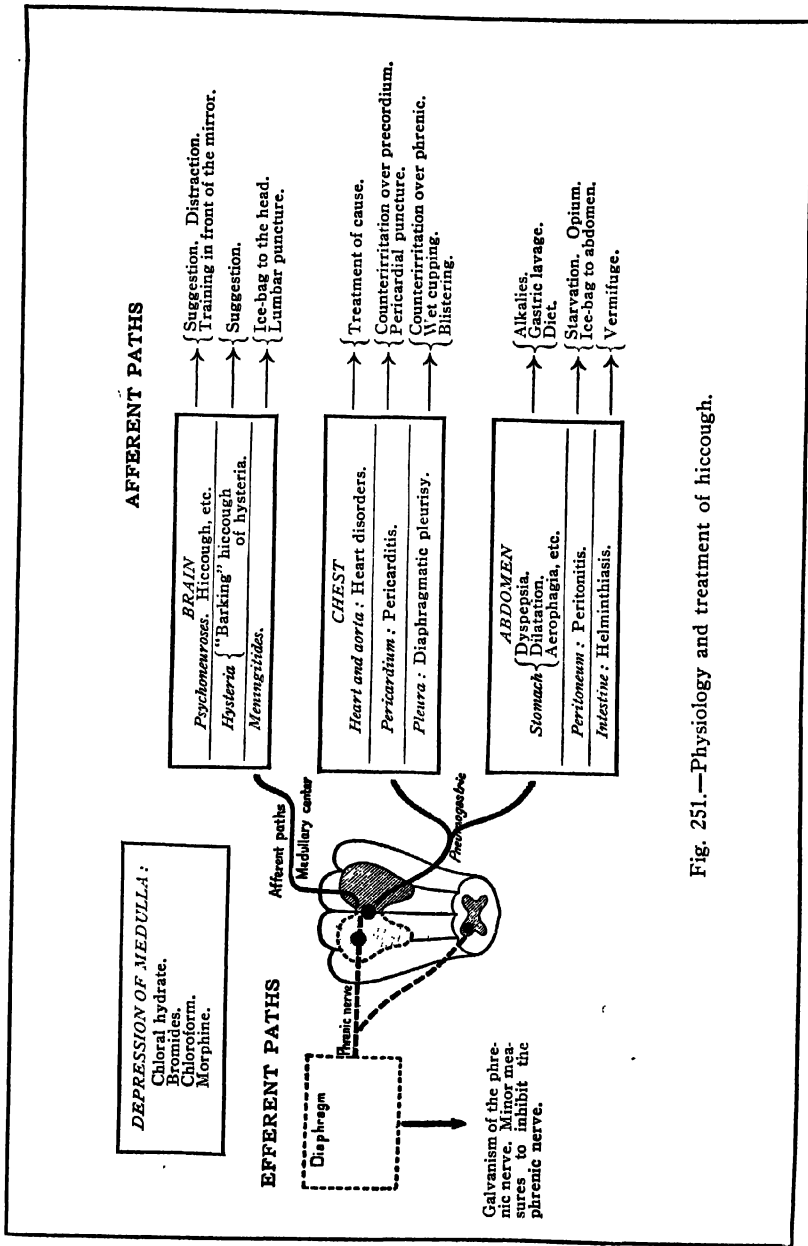 DEPRESSION OF MEDULLA:
Chloral hydrate.
Bromides.
Chloroform.
Morphine.
EFFERENT PATHS
Diaphragm
Phrenic nerve
Galvanism of the phre-
nic nerve. Minor mea-
sures to inhibit the
phrenic nerve.
Afferent paths
Medullary center
Pneumogastric
AFFERENT PATHS
BRAIN
Psychoneuroses. Hiccough, etc.
Hysteria { "Barking" hiccough
of hysteria.
Meningitides.
Suggestion. Distraction.
Training in front of the mirror.
Suggestion.
Ice-bag to the head.
Lumbar puncture.
CHEST
Heart and aorta: Heart disorders.
Pericardium: Pericarditis.
Pleura: Diaphragmatic pleurisy.
Treatment of cause.
Counterirritation over precordium.
Pericardial puncture.
Counterirritation over phrenic.
Wet cupping.
Blistering.
ABDOMEN
Stomach { Dyspepsia.
Dilatation.
Aerophagia, etc.
Peritoneum: Peritonitis.
Intestine: Helminthiasis.
Alkalies.
Gastric lavage.
Diet.
Starvation. Opium.
Ice-bag to abdomen.
Vermifuge.
Fig. 251.—Physiology and treatment of hiccough.